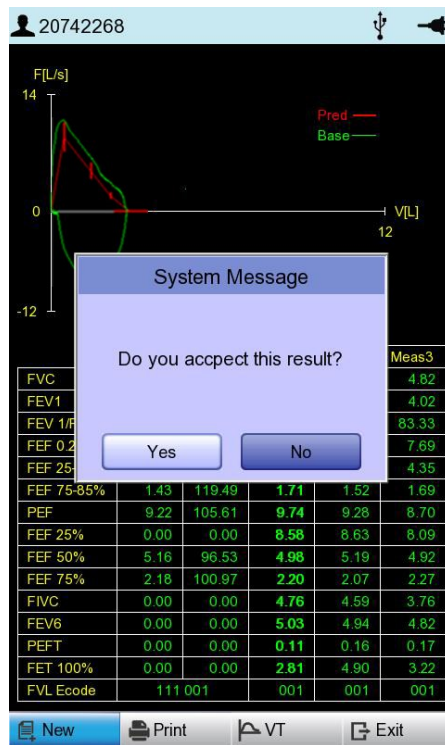 20742268
F[L/s]
14
Pred
Base
0
V[L]
12
-12
System Message
Do you accpect this result?
Yes
No
Meas3
FVC 4.82
FEV1 4.02
FEV 1/F 83.33
FEF 0.2 7.69
FEF 25- 4.35
FEF 75-85% 1.43 119.49 1.71 1.52 1.69
PEF 9.22 105.61 9.74 9.28 8.70
FEF 25% 0.00 0.00 8.58 8.63 8.09
FEF 50% 5.16 96.53 4.98 5.19 4.92
FEF 75% 2.18 100.97 2.20 2.07 2.27
FIVC 0.00 0.00 4.76 4.59 3.76
FEV6 0.00 0.00 5.03 4.94 4.82
PEFT 0.00 0.00 0.11 0.16 0.17
FET 100% 0.00 0.00 2.81 4.90 3.22
FVL Ecode 111 001 001 001 001
New Print VT Exit